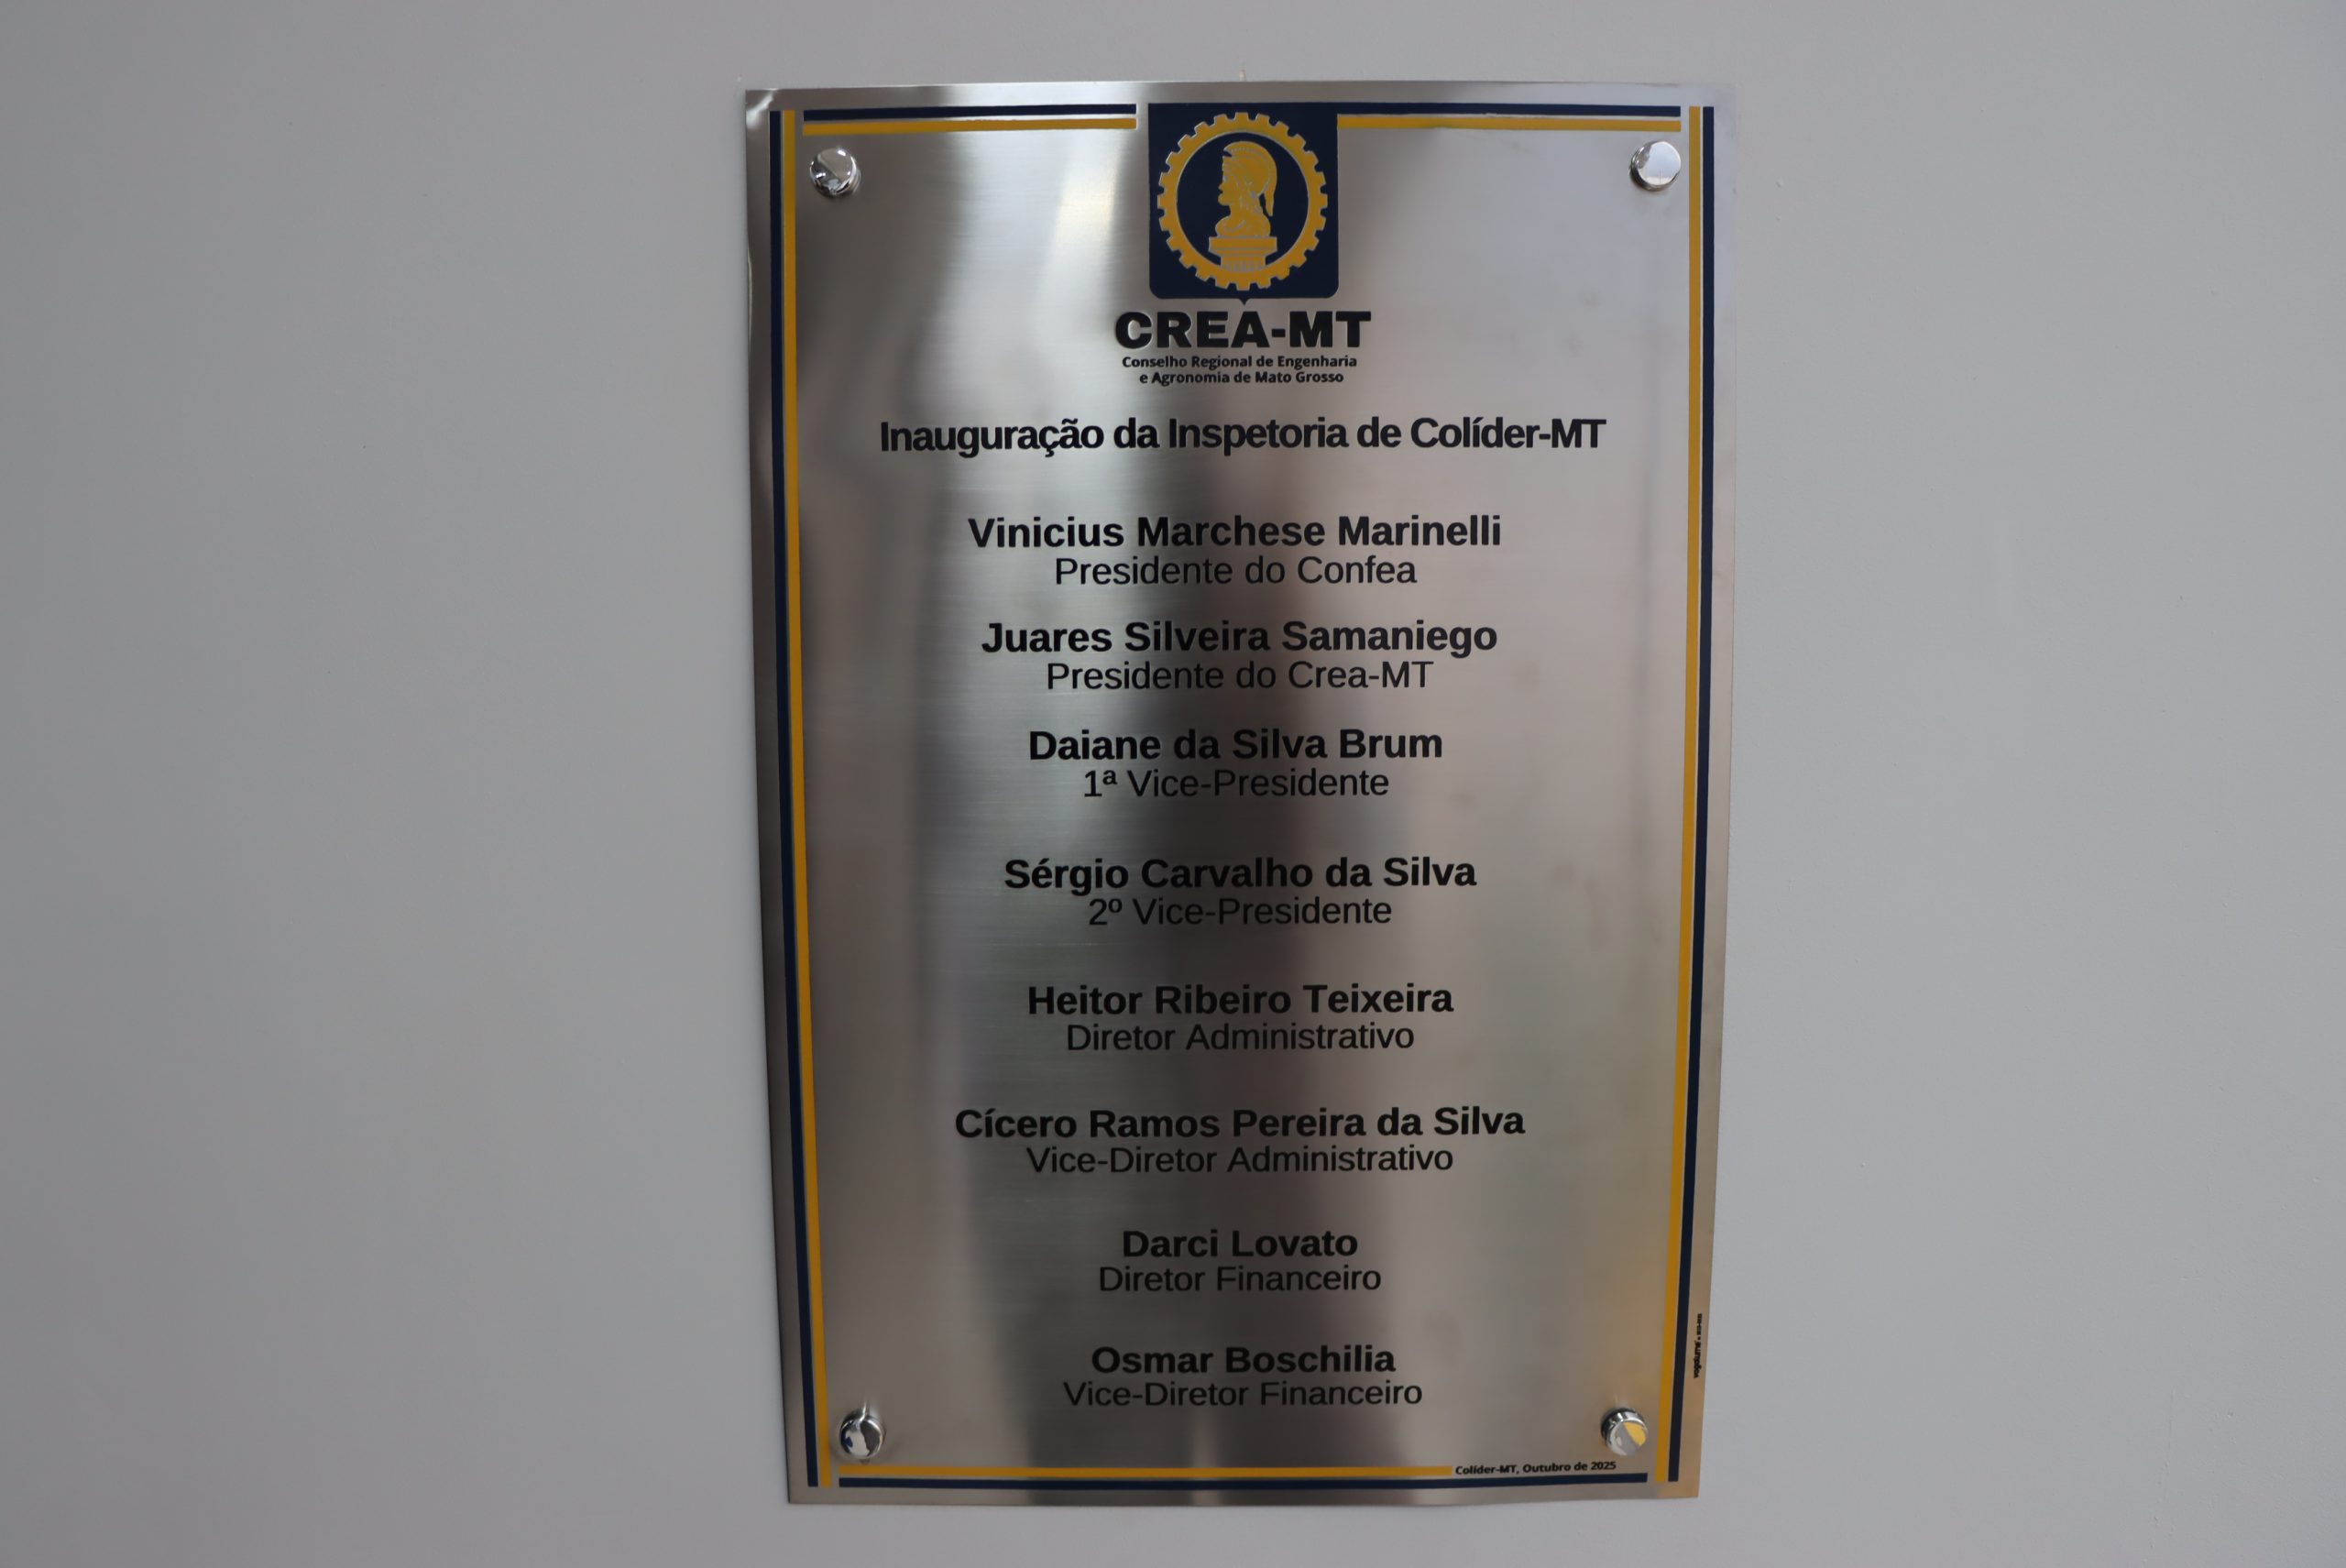 CREA-MT
Conselho Regional de Engenharia
e Agronomia de Mato Grosso
Inauguração da Inspetoria de Colíder-MT
Vinicius Marchese Marinelli
Presidente do Confea
Juares Silveira Samaniego
Presidente do Crea-MT
Daiane da Silva Brum
1ª Vice-Presidente
Sérgio Carvalho da Silva
2º Vice-Presidente
Heitor Ribeiro Teixeira
Diretor Administrativo
Cícero Ramos Pereira da Silva
Vice-Diretor Administrativo
Darci Lovato
Diretor Financeiro
Osmar Boschilia
Vice-Diretor Financeiro
Colíder-MT, Outubro de 2025